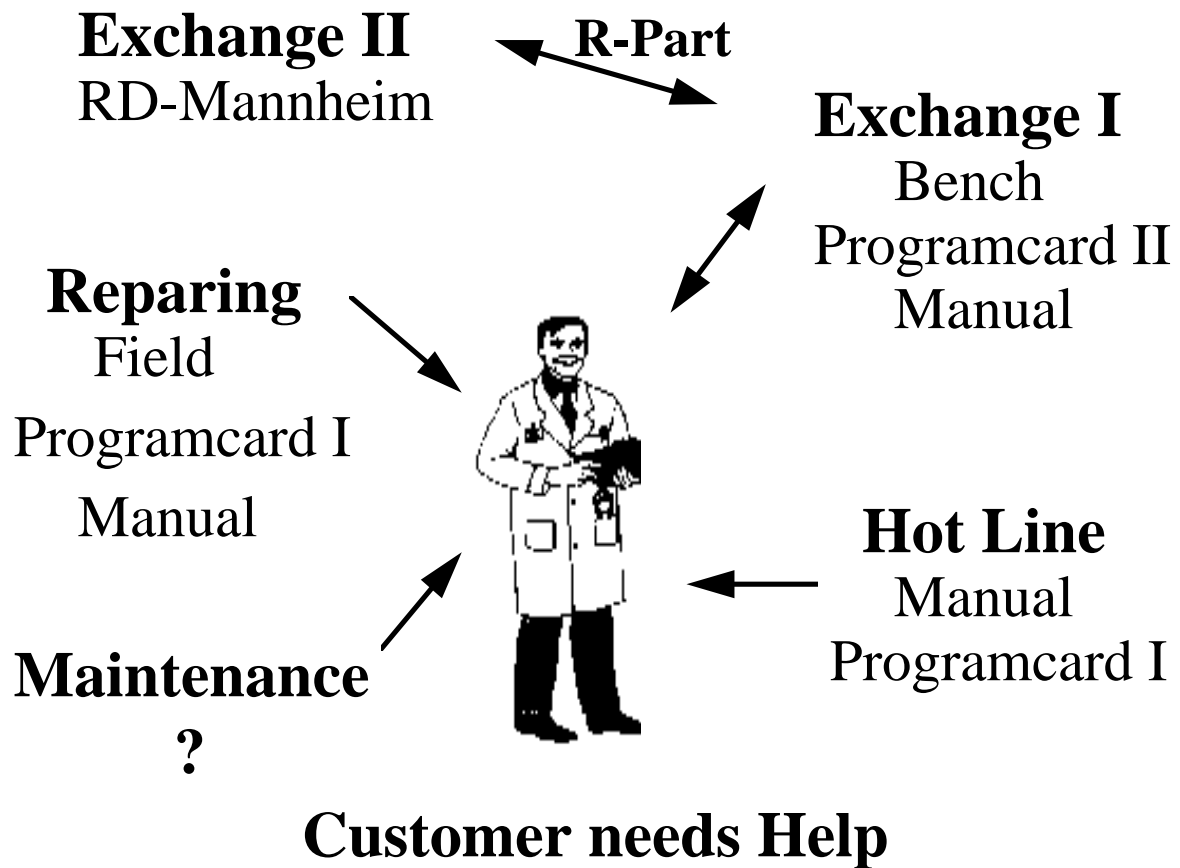 Exchange II
RD-Mannheim
R-Part
Exchange I
Bench
Programcard II
Manual
Reparing
Field
Programcard I
Manual
Hot Line
Manual
Programcard I
Maintenance
?
Customer needs Help